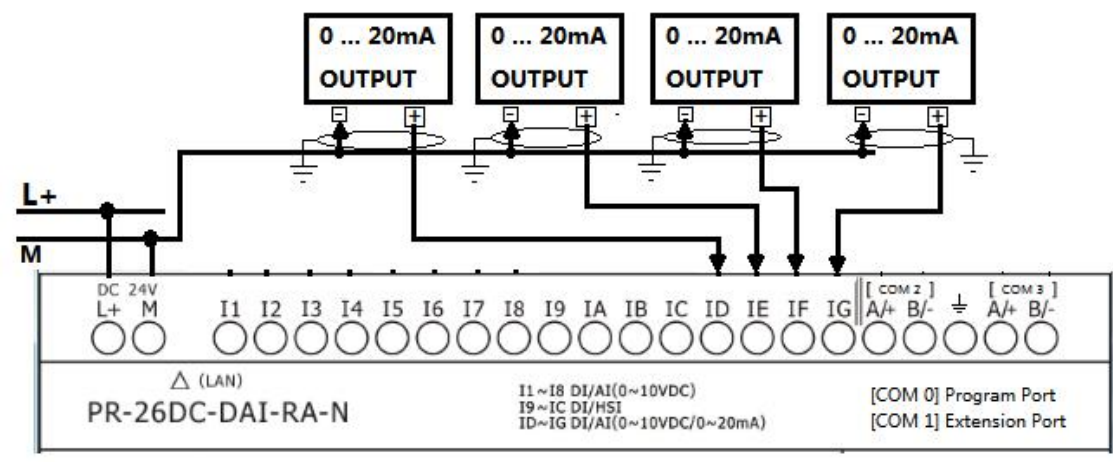 0 ... 20mA 0 ... 20mA 0 ... 20mA 0 ... 20mA
OUTPUT OUTPUT OUTPUT OUTPUT
- + - + - + - +
L+
M
DC 24V [ COM 2 ] [ COM 3 ]
L+ M I1 I2 I3 I4 I5 I6 I7 I8 I9 IA IB IC ID IE IF IG A/+ B/- A/+ B/-
(LAN)
PR-26DC-DAI-RA-N
I1~I8 DI/AI(0~10VDC)
I9~IC DI/HSI
ID~IG DI/AI(0~10VDC/0~20mA)
[COM 0] Program Port
[COM 1] Extension Port